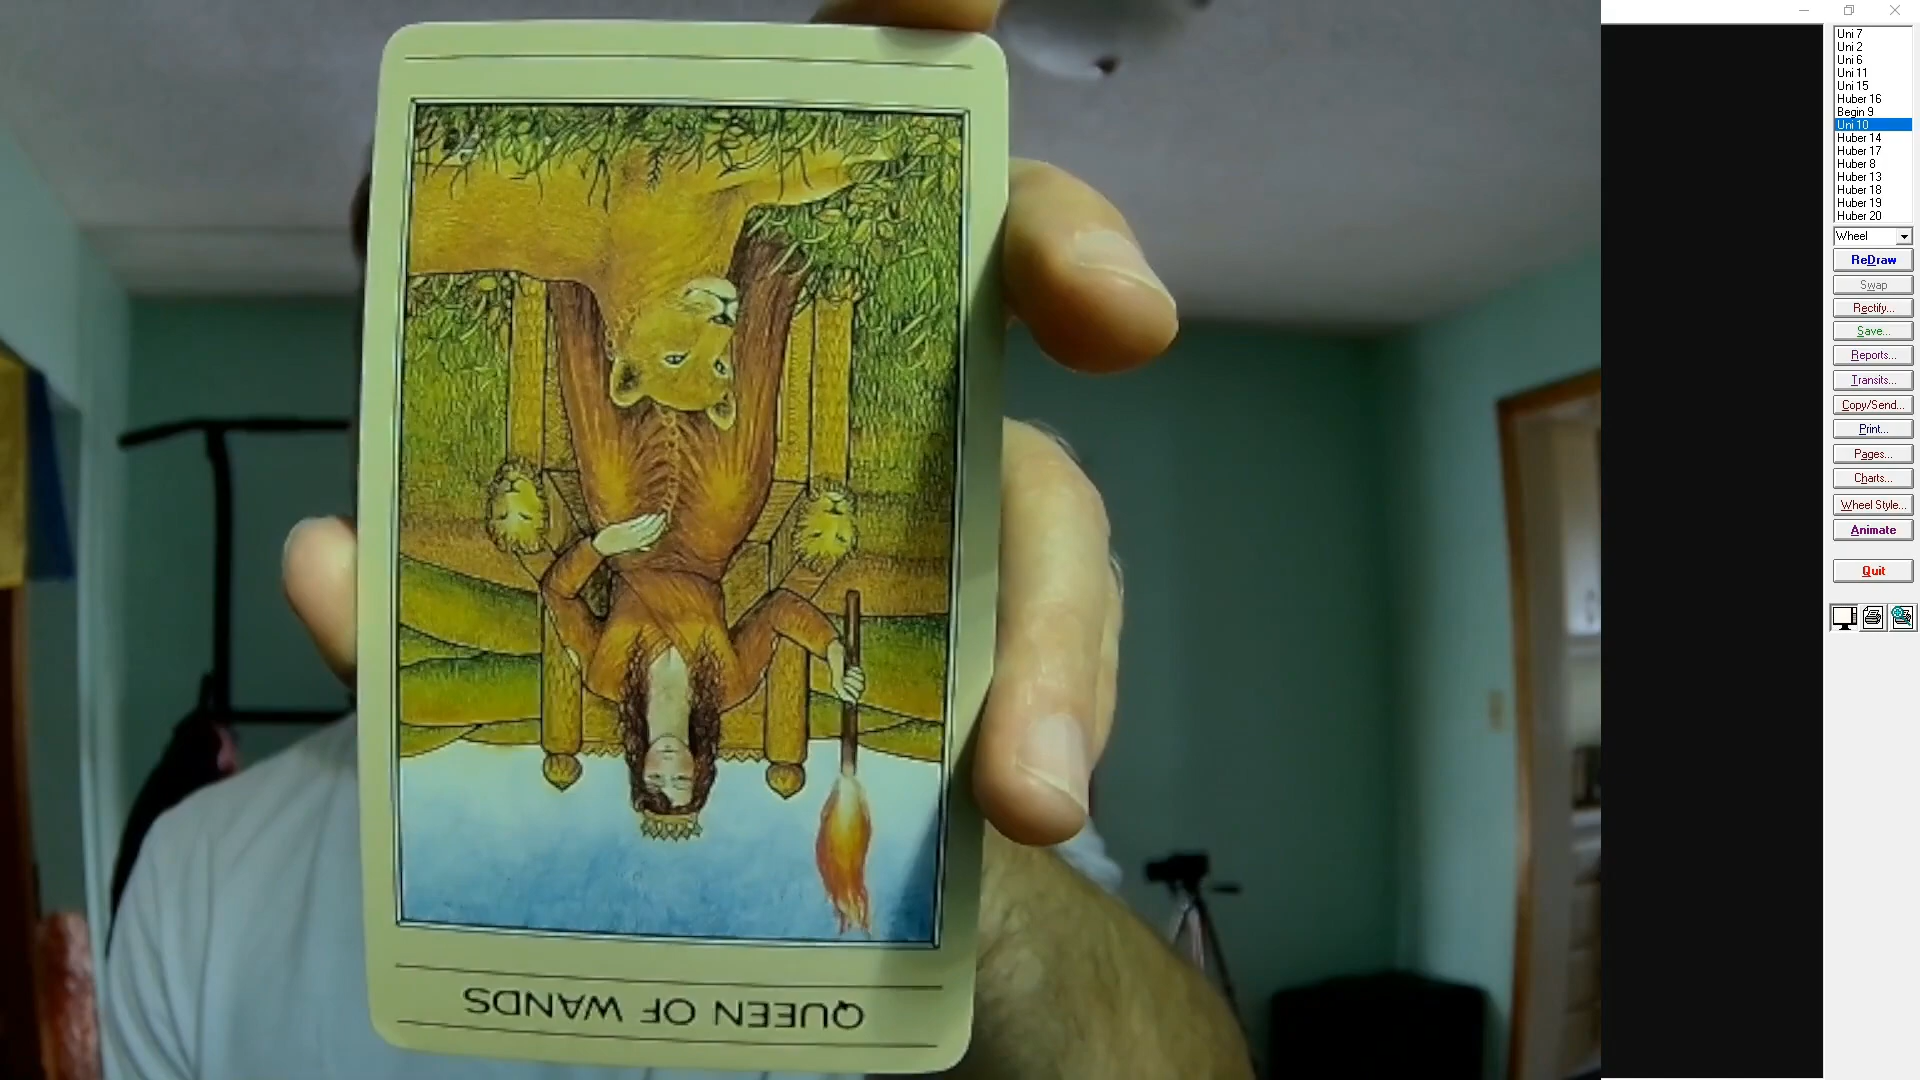 QUEEN OF WANDS
Uni 7
Uni 2
Uni 6
Uni 11
Uni 15
Huber 16
Begin 9
Uni 10
Huber 14
Huber 17
Huber 8
Huber 13
Huber 18
Huber 19
Huber 20
Wheel
ReDraw
Swap
Rectify...
Save...
Reports...
Transits...
Copy/Send...
Print...
Pages...
Charts...
Wheel Style...
Animate
Quit